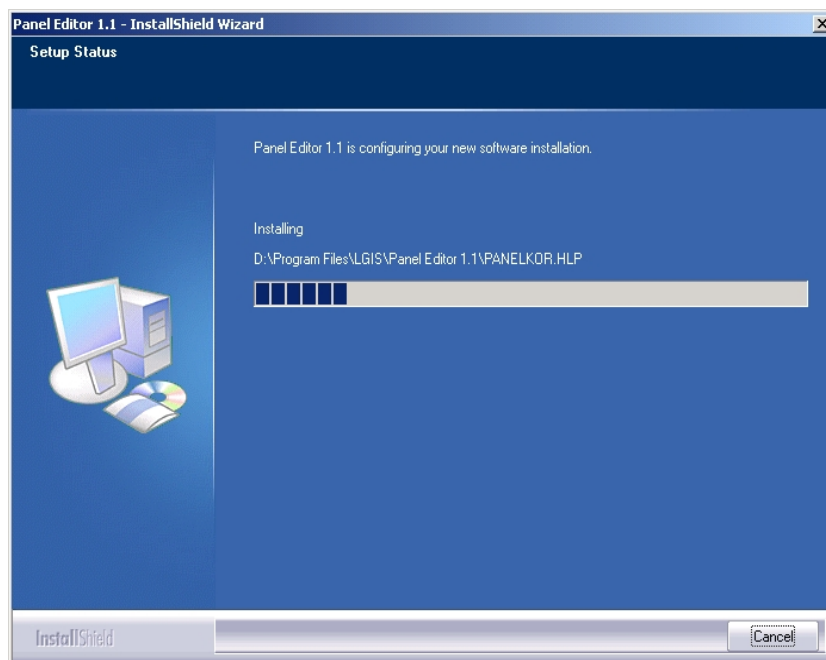 Panel Editor 1.1 - InstallShield Wizard
Setup Status
Panel Editor 1.1 is configuring your new software installation.
Installing
D:\Program Files\LGIS\Panel Editor 1.1\PANELKOR.HLP
InstallShield
Cancel